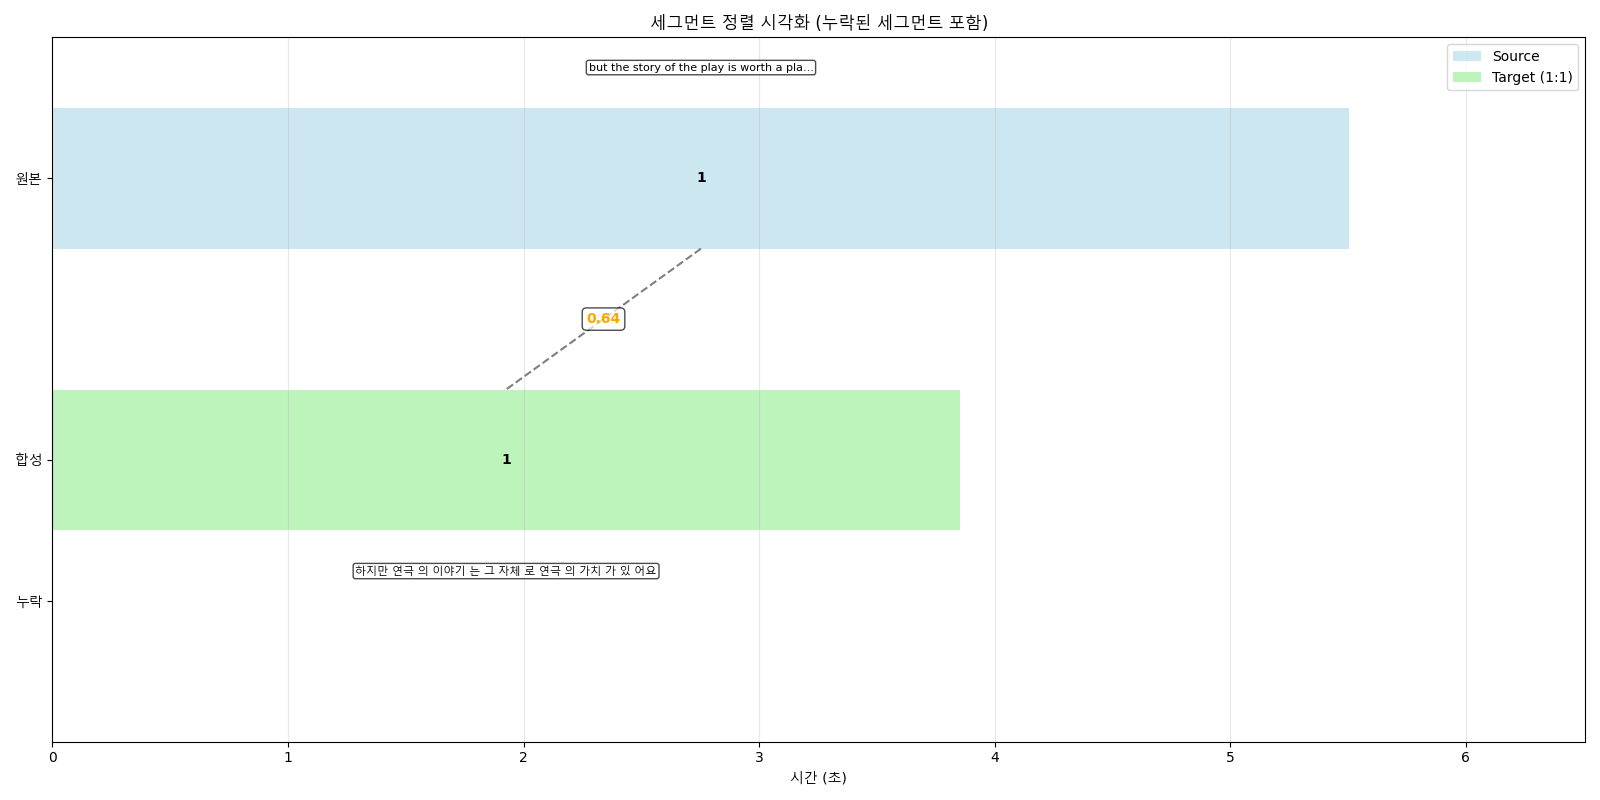 세그먼트 정렬 시각화 (누락된 세그먼트 포함)
but the story of the play is worth a pla...
Source
Target (1:1)
원본
1
0.64
합성
1
하지만 연극 의 이야기 는 그 자체 로 연극 의 가치 가 있 어요
누락
0 1 2 3 4 5 6
시간 (초)